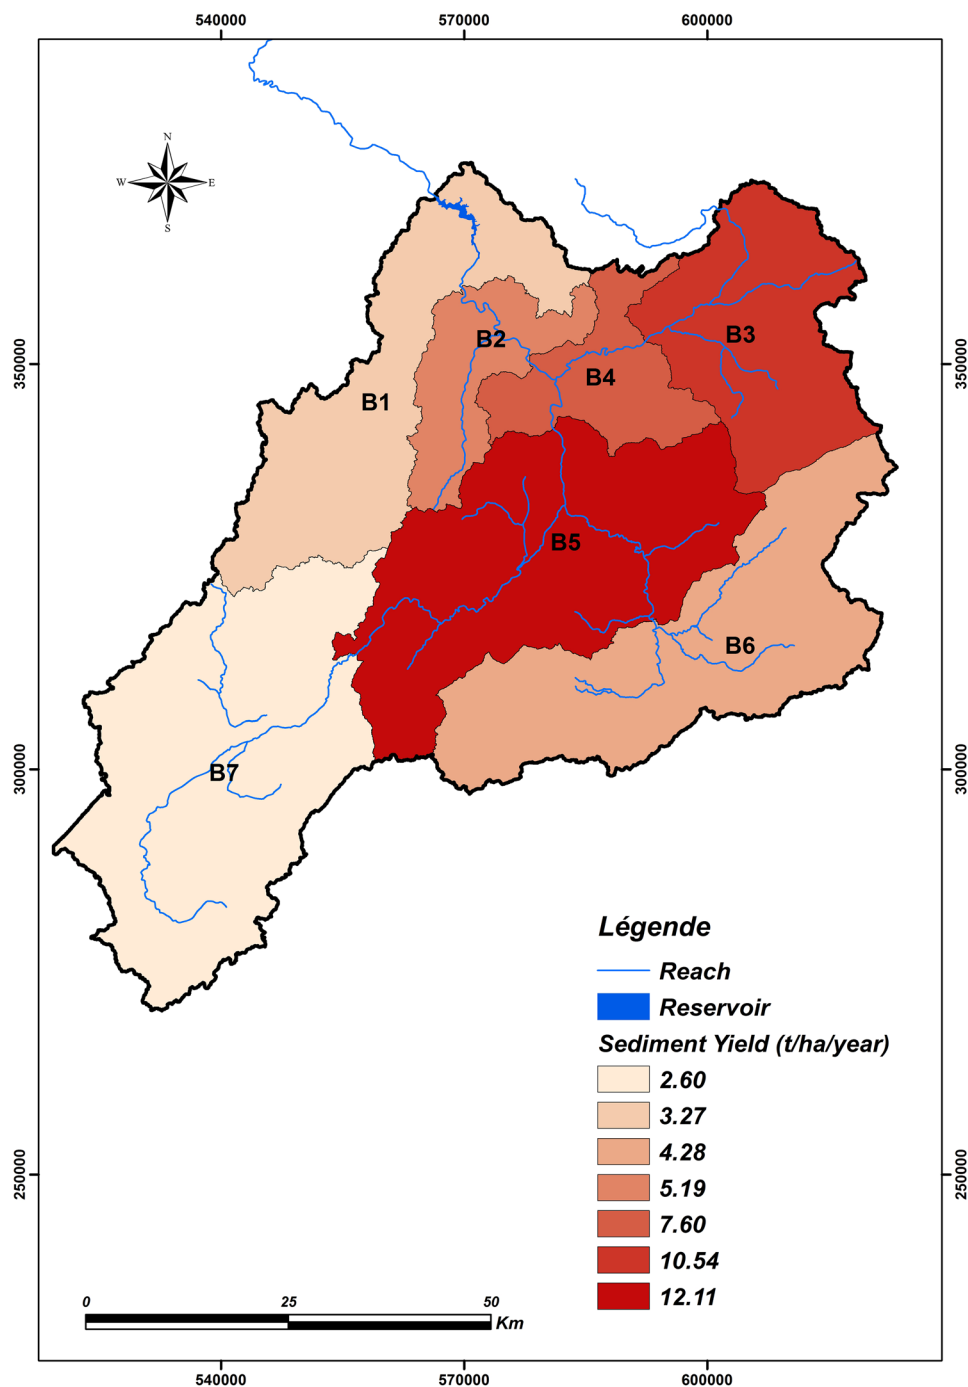 540000 570000 600000
N
W E
S
350000 350000
B3
B2
B4
B1
B5
B6
300000 300000
B7
Légende
Reach
Reservoir
Sediment Yield (t/ha/year)
2.60
3.27
4.28
5.19
7.60
10.54
12.11
250000 250000
0 25 50
Km
540000 570000 600000